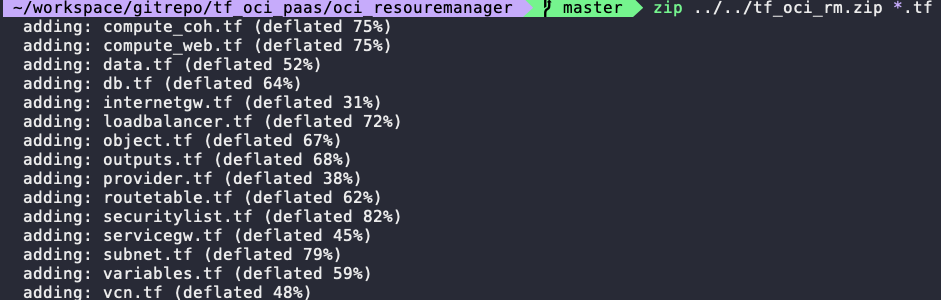 ~/workspace/gitrepo/tf_oci_paas/oci_resouremanager master zip ../../tf_oci_rm.zip *.tf
adding: compute_coh.tf (deflated 75%)
adding: compute_web.tf (deflated 75%)
adding: data.tf (deflated 52%)
adding: db.tf (deflated 64%)
adding: internetgw.tf (deflated 31%)
adding: loadbalancer.tf (deflated 72%)
adding: object.tf (deflated 67%)
adding: outputs.tf (deflated 68%)
adding: provider.tf (deflated 38%)
adding: routetable.tf (deflated 62%)
adding: securitylist.tf (deflated 82%)
adding: servicegw.tf (deflated 45%)
adding: subnet.tf (deflated 79%)
adding: variables.tf (deflated 59%)
adding: vcn.tf (deflated 48%)